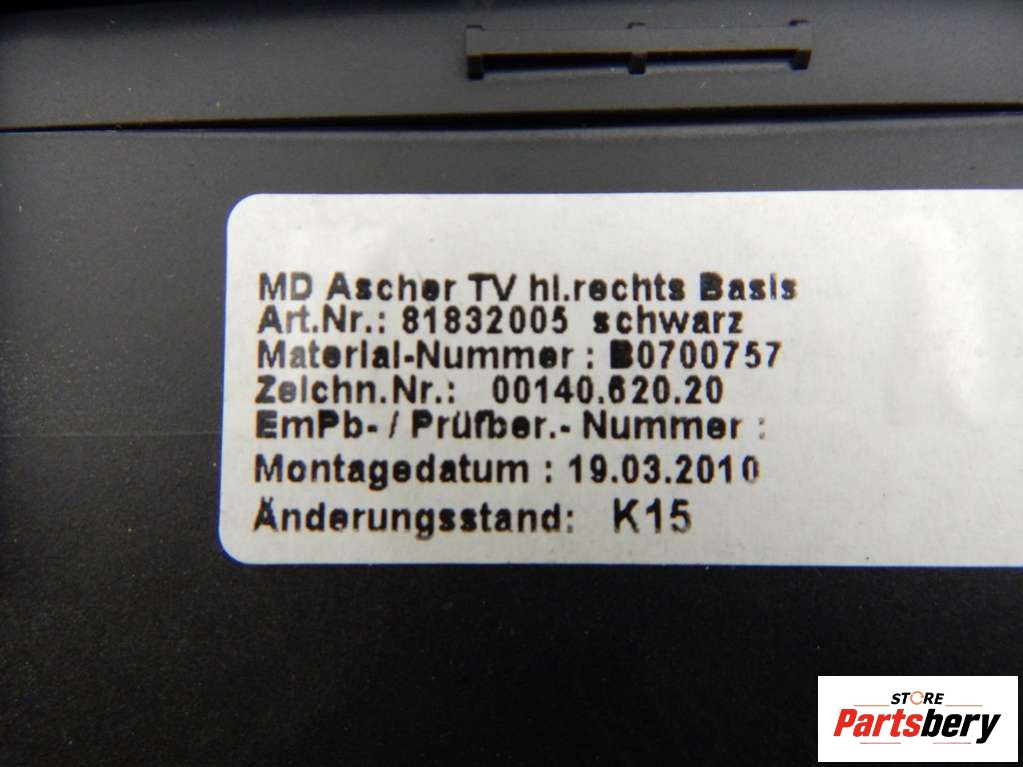 MD Ascher TV hl.rechts Basis
Art.Nr.: 81832005 schwarz
Material-Nummer : B0700757
Zeichn.Nr.: 00140.620.20
EmPb- / Prüfber.- Nummer :
Montagedatum : 19.03.2010
Änderungsstand: K15
STORE
Partsbery